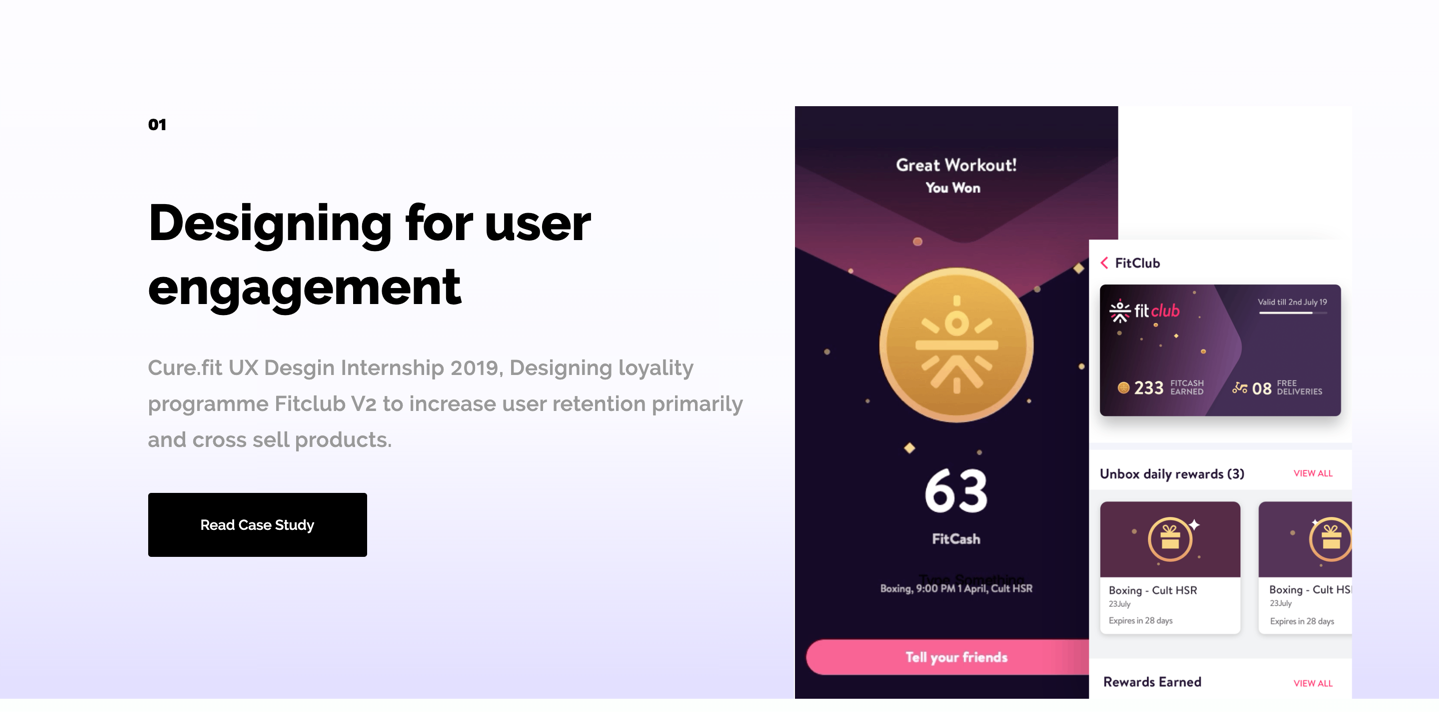 01
Designing for user
engagement
Cure.fit UX Desgin Internship 2019, Designing loyality
programme Fitclub V2 to increase user retention primarily
and cross sell products.
Read Case Study
Great Workout!
You Won
63
FitCash
Type Something
Boxing, 9:00 PM 1 April, Cult HSR
Tell your friends
FitClub
fitclub
Valid till 2nd July 19
233 FITCASH EARNED
08 FREE DELIVERIES
Unbox daily rewards (3) VIEW ALL
Boxing - Cult HSR
23July
Expires in 28 days
Boxing - Cult HS
23July
Expires in 28 days
Rewards Earned VIEW ALL